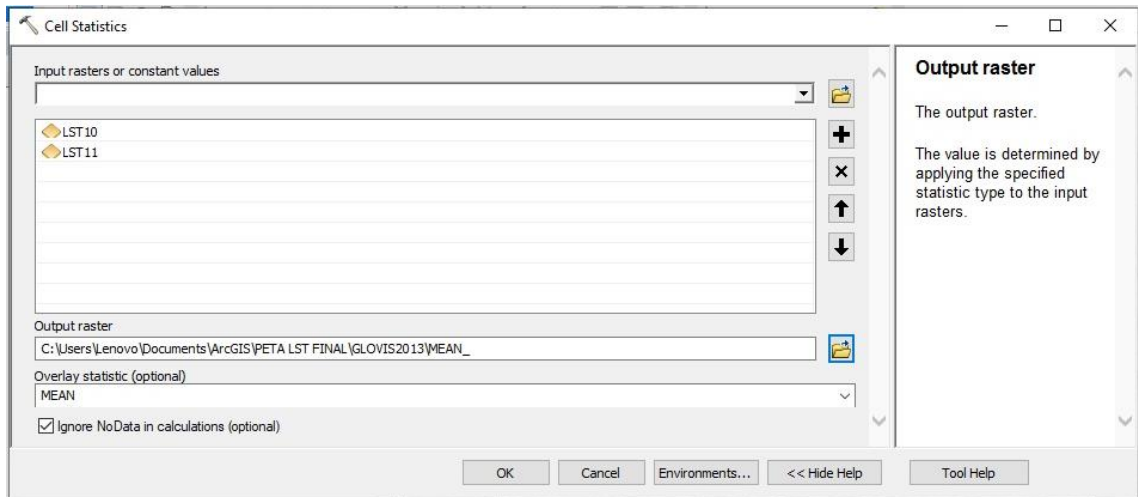 Cell Statistics
Input rasters or constant values
LST10
LST11
Output raster
C:\Users\Lenovo\Documents\ArcGIS\PETA LST FINAL\GLOVIS2013\MEAN_
Overlay statistic (optional)
MEAN
Ignore NoData in calculations (optional)
OK
Cancel
Environments...
<< Hide Help
Output raster
The output raster.
The value is determined by
applying the specified
statistic type to the input
rasters.
Tool Help